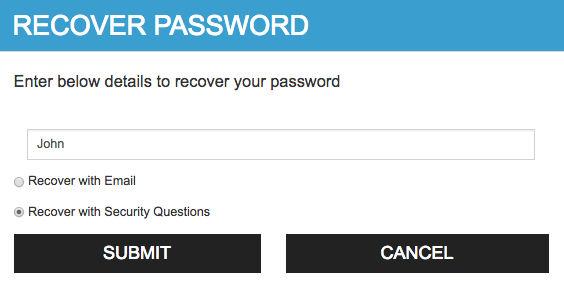 RECOVER PASSWORD
Enter below details to recover your password
John
Recover with Email
Recover with Security Questions
SUBMIT CANCEL